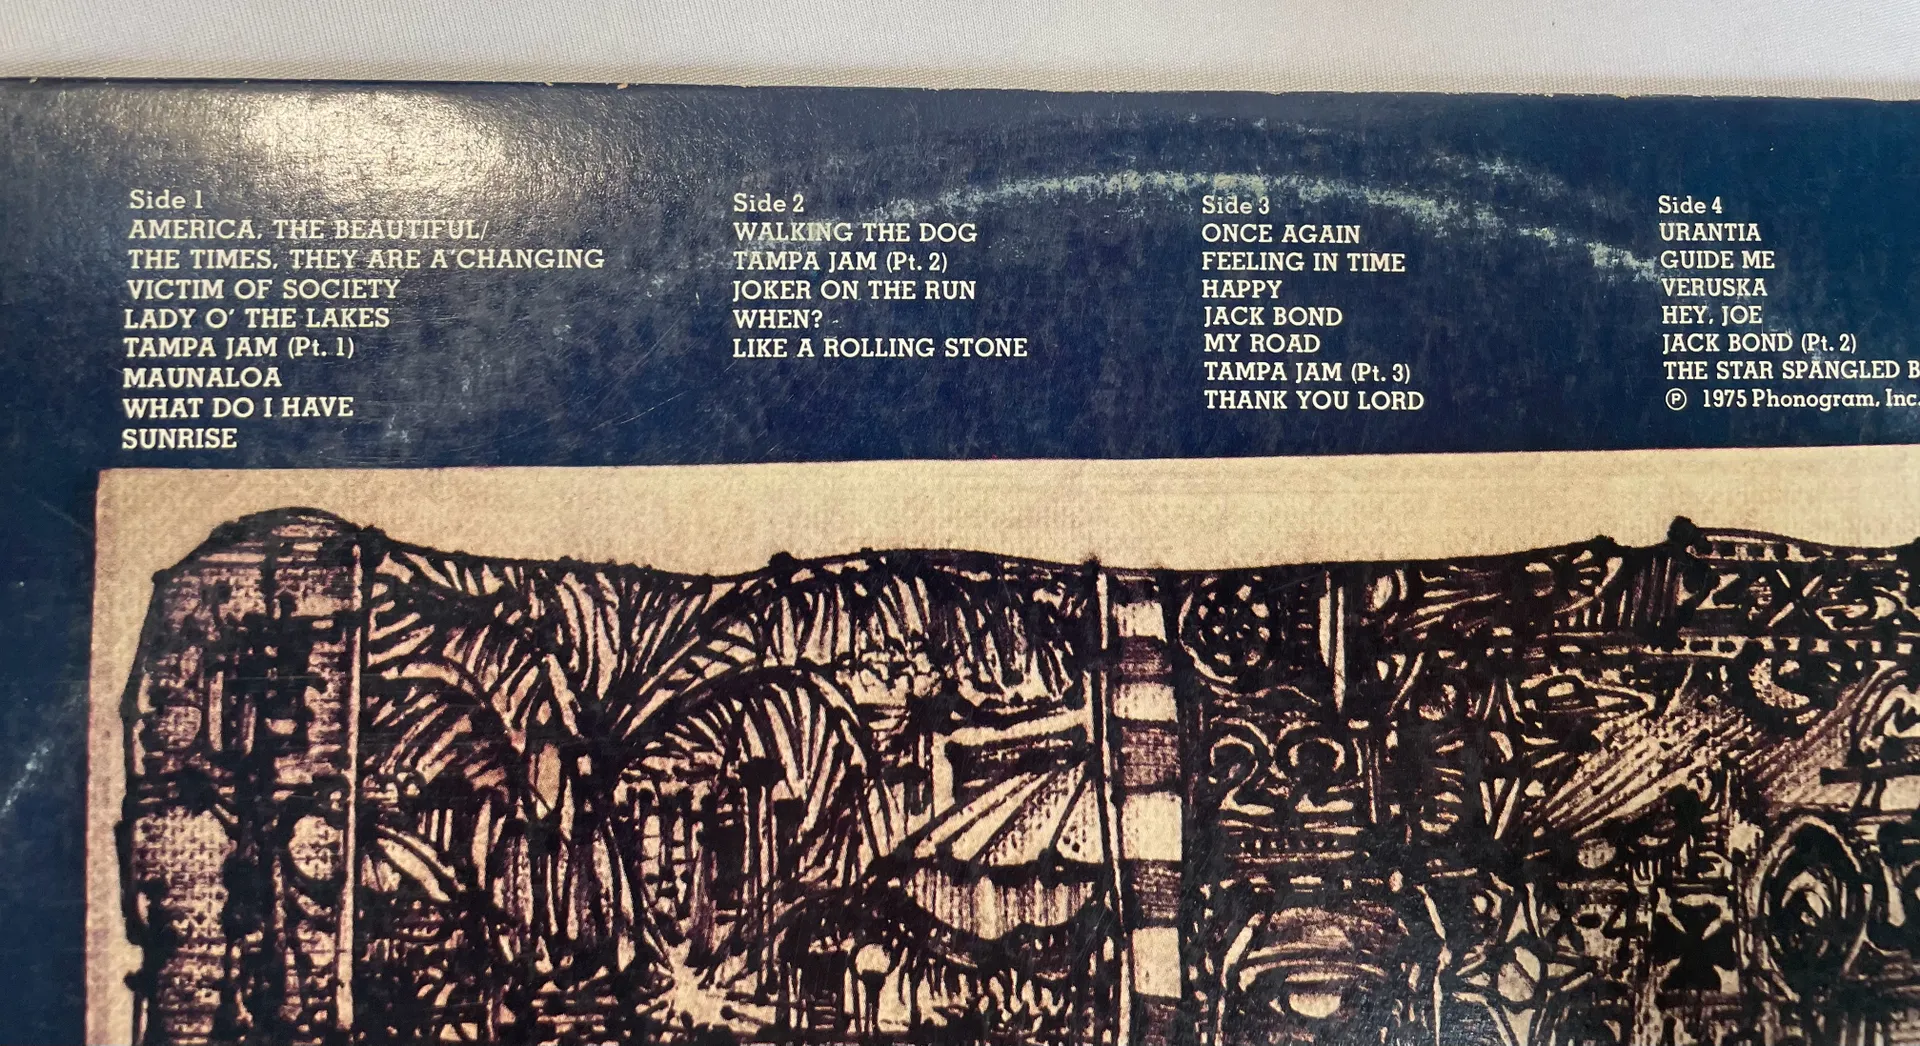 Side 1
AMERICA, THE BEAUTIFUL/
THE TIMES, THEY ARE A'CHANGING
VICTIM OF SOCIETY
LADY O' THE LAKES
TAMPA JAM (Pt. 1)
MAUNALOA
WHAT DO I HAVE
SUNRISE
Side 2
WALKING THE DOG
TAMPA JAM (Pt. 2)
JOKER ON THE RUN
WHEN?
LIKE A ROLLING STONE
Side 3
ONCE AGAIN
FEELING IN TIME
HAPPY
JACK BOND
MY ROAD
TAMPA JAM (Pt. 3)
THANK YOU LORD
Side 4
URANTIA
GUIDE ME
VERUSKA
HEY, JOE
JACK BOND (Pt. 2)
THE STAR SPANGLED B
℗ 1975 Phonogram, Inc.